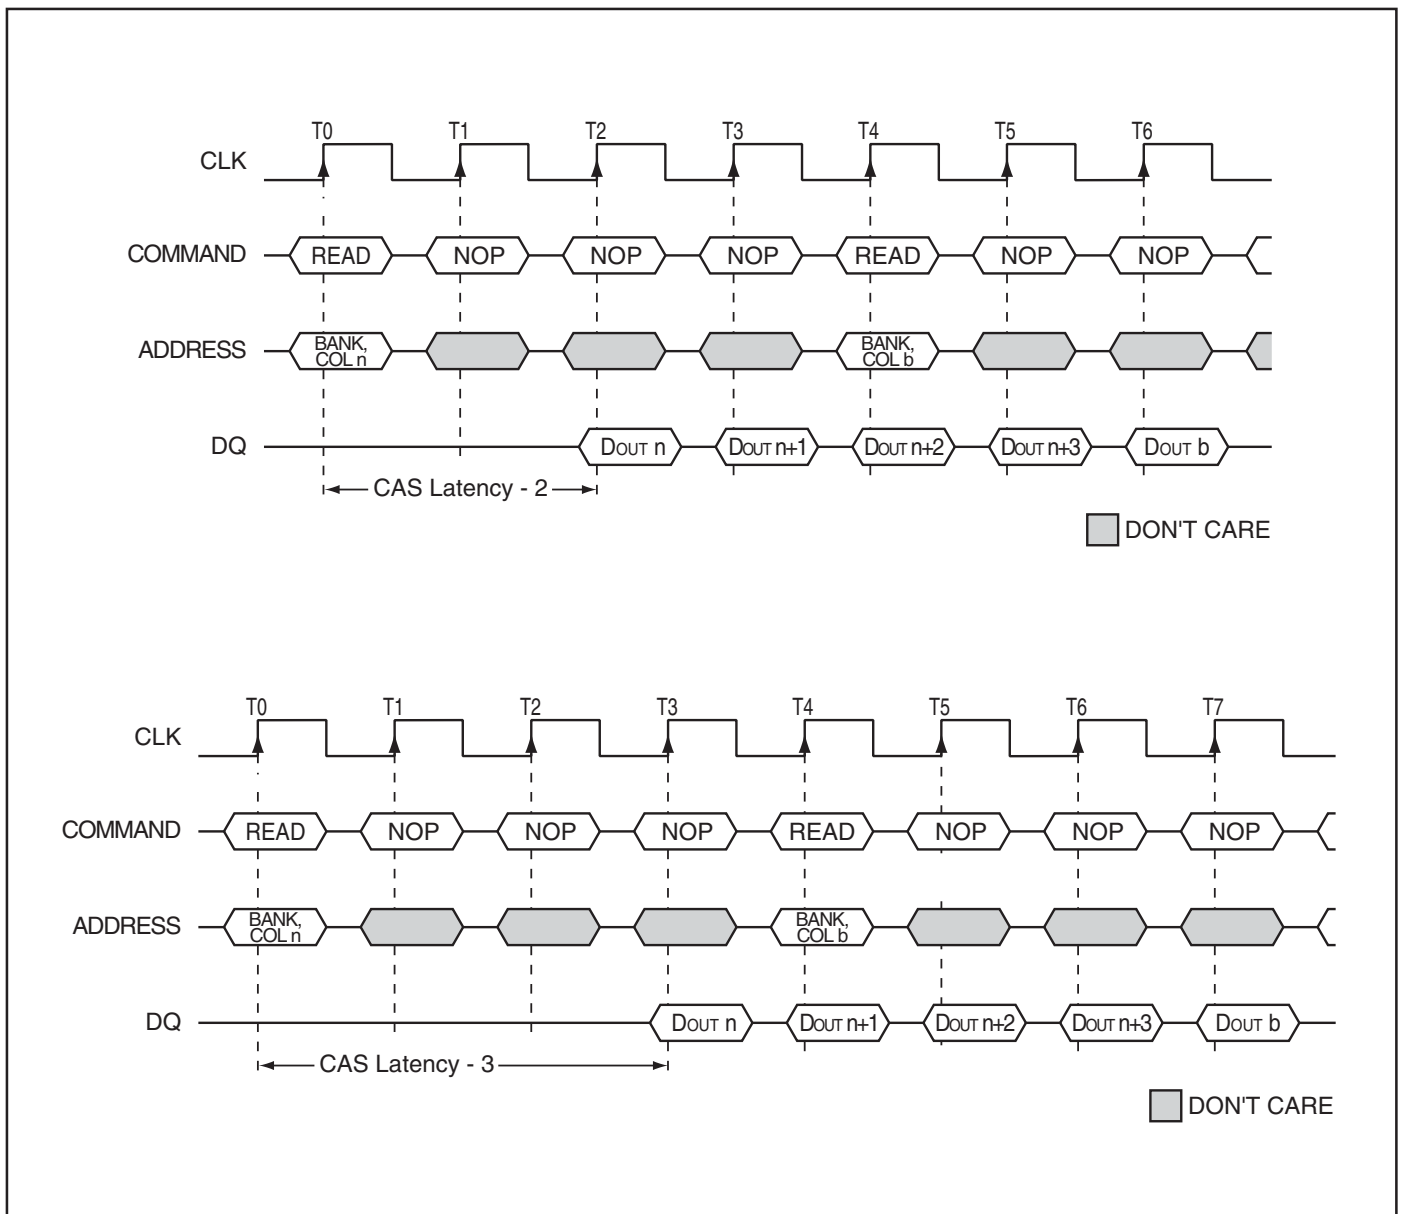 T0 T1 T2 T3 T4 T5 T6
CLK
COMMAND READ NOP NOP NOP READ NOP NOP
ADDRESS BANK, COL n BANK, COL b
DQ DOUT n DOUT n+1 DOUT n+2 DOUT n+3 DOUT b
CAS Latency - 2
DON'T CARE
T0 T1 T2 T3 T4 T5 T6 T7
CLK
COMMAND READ NOP NOP NOP READ NOP NOP NOP
ADDRESS BANK, COL n BANK, COL b
DQ DOUT n DOUT n+1 DOUT n+2 DOUT n+3 DOUT b
CAS Latency - 3
DON'T CARE